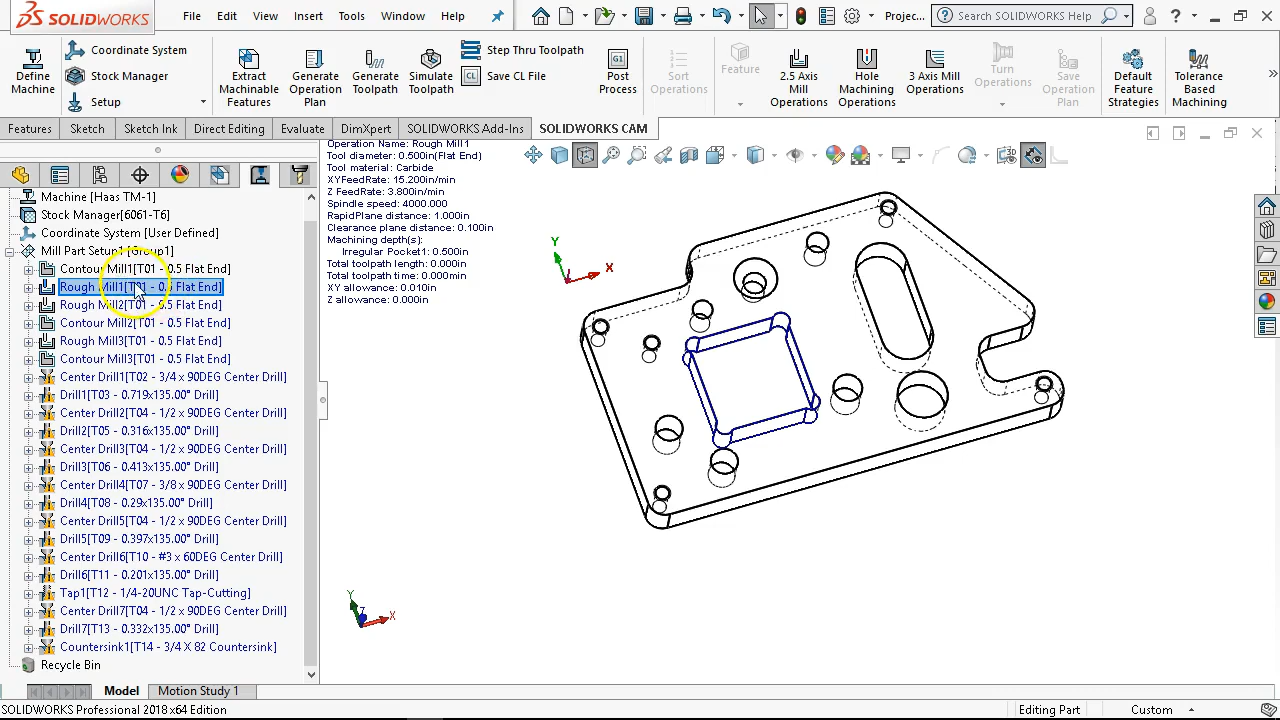 SOLIDWORKS
File Edit View Insert Tools Window Help
Projec...
Search SOLIDWORKS Help
Define Machine
Coordinate System
Stock Manager
Setup
Extract Machinable Features
Generate Operation Plan
Generate Toolpath
Simulate Toolpath
Step Thru Toolpath
CL Save CL File
G1 Post Process
Sort Operations
Feature
2.5 Axis Mill Operations
Hole Machining Operations
3 Axis Mill Operations
Turn Operations
Save Operation Plan
Default Feature Strategies
Tolerance Based Machining
Features Sketch Sketch Ink Direct Editing Evaluate DimXpert SOLIDWORKS Add-Ins SOLIDWORKS CAM
Operation Name: Rough Mill1
Tool diameter: 0.500in(Flat End)
Tool material: Carbide
XYFeedRate: 15.200in/min
Z FeedRate: 3.800in/min
Spindle speed: 4000.000
RapidPlane distance: 1.000in
Clearance plane distance: 0.100in
Machining depth(s):
Irregular Pocket1: 0.500in
Total toolpath length: 0.000in
Total toolpath time: 0.000min
XY allowance: 0.010in
Z allowance: 0.000in
Machine [Haas TM-1]
Stock Manager[6061-T6]
Coordinate System [User Defined]
Mill Part Setup1 [Group1]
Contour Mill1[T01 - 0.5 Flat End]
Rough Mill1[T01 - 0.5 Flat End]
Rough Mill2[T01 - 0.5 Flat End]
Contour Mill2[T01 - 0.5 Flat End]
Rough Mill3[T01 - 0.5 Flat End]
Contour Mill3[T01 - 0.5 Flat End]
Center Drill1[T02 - 3/4 x 90DEG Center Drill]
Drill1[T03 - 0.719x135.00° Drill]
Center Drill2[T04 - 1/2 x 90DEG Center Drill]
Drill2[T05 - 0.316x135.00° Drill]
Center Drill3[T04 - 1/2 x 90DEG Center Drill]
Drill3[T06 - 0.413x135.00° Drill]
Center Drill4[T07 - 3/8 x 90DEG Center Drill]
Drill4[T08 - 0.29x135.00° Drill]
Center Drill5[T04 - 1/2 x 90DEG Center Drill]
Drill5[T09 - 0.397x135.00° Drill]
Center Drill6[T10 - #3 x 60DEG Center Drill]
Drill6[T11 - 0.201x135.00° Drill]
Tap1[T12 - 1/4-20UNC Tap-Cutting]
Center Drill7[T04 - 1/2 x 90DEG Center Drill]
Drill7[T13 - 0.332x135.00° Drill]
Countersink1[T14 - 3/4 X 82 Countersink]
Recycle Bin
Y
X
Y
Z
X
Model Motion Study 1
SOLIDWORKS Professional 2018 x64 Edition
Editing Part
Custom